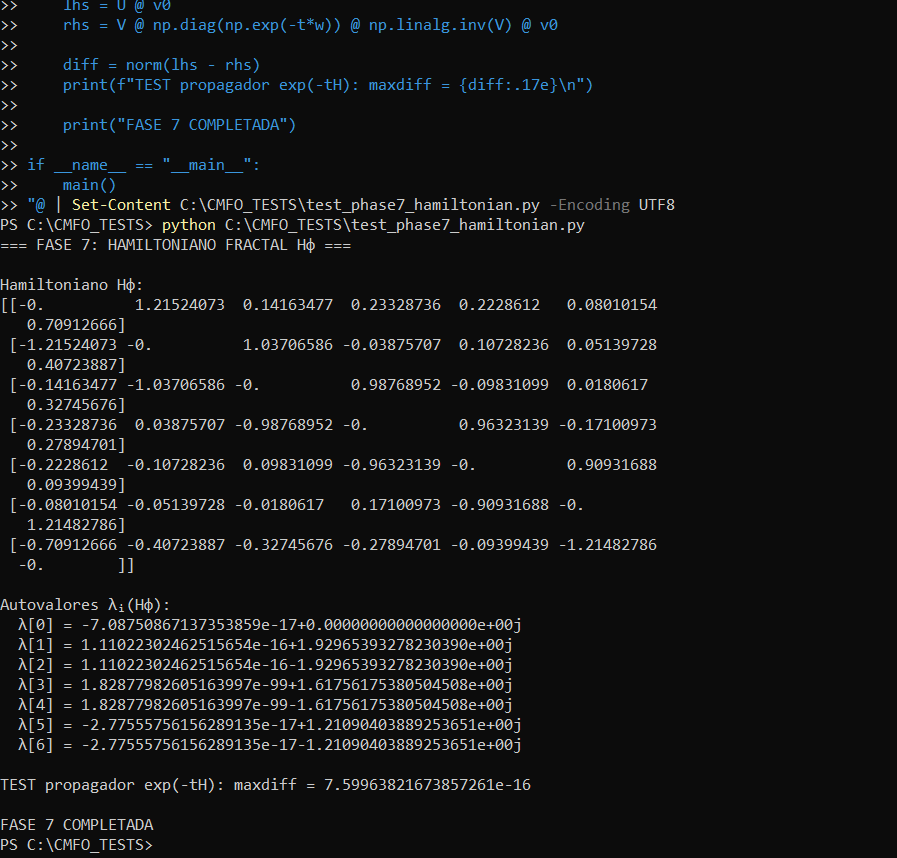 >>     lhs = U @ v0
>>     rhs = V @ np.diag(np.exp(-t*w)) @ np.linalg.inv(V) @ v0
>>
>>     diff = norm(lhs - rhs)
>>     print(f"TEST propagador exp(-tH): maxdiff = {diff:.17e}\n")
>>
>>     print("FASE 7 COMPLETADA")
>>
>> if __name__ == "__main__":
>>     main()
>> "@ | Set-Content C:\CMFO_TESTS\test_phase7_hamiltonian.py -Encoding UTF8
PS C:\CMFO_TESTS> python C:\CMFO_TESTS\test_phase7_hamiltonian.py
=== FASE 7: HAMILTONIANO FRACTAL Hϕ ===

Hamiltoniano Hϕ:
[[-0.          1.21524073  0.14163477  0.23328736  0.2228612   0.08010154
   0.70912666]
 [-1.21524073 -0.          1.03706586 -0.03875707  0.10728236  0.05139728
   0.40723887]
 [-0.14163477 -1.03706586 -0.          0.98768952 -0.09831099  0.0180617
   0.32745676]
 [-0.23328736  0.03875707 -0.98768952 -0.          0.96323139 -0.17100973
   0.27894701]
 [-0.2228612  -0.10728236  0.09831099 -0.96323139 -0.          0.90931688
   0.09399439]
 [-0.08010154 -0.05139728 -0.0180617   0.17100973 -0.90931688 -0.
   1.21482786]
 [-0.70912666 -0.40723887 -0.32745676 -0.27894701 -0.09399439 -1.21482786
  -0.        ]]

Autovalores λᵢ(Hϕ):
  λ[0] = -7.08750867137353859e-17+0.00000000000000000e+00j
  λ[1] = 1.11022302462515654e-16+1.92965393278230390e+00j
  λ[2] = 1.11022302462515654e-16-1.92965393278230390e+00j
  λ[3] = 1.82877982605163997e-99+1.61756175380504508e+00j
  λ[4] = 1.82877982605163997e-99-1.61756175380504508e+00j
  λ[5] = -2.77555756156289135e-17+1.21090403889253651e+00j
  λ[6] = -2.77555756156289135e-17-1.21090403889253651e+00j

TEST propagador exp(-tH): maxdiff = 7.59963821673857261e-16

FASE 7 COMPLETADA
PS C:\CMFO_TESTS>